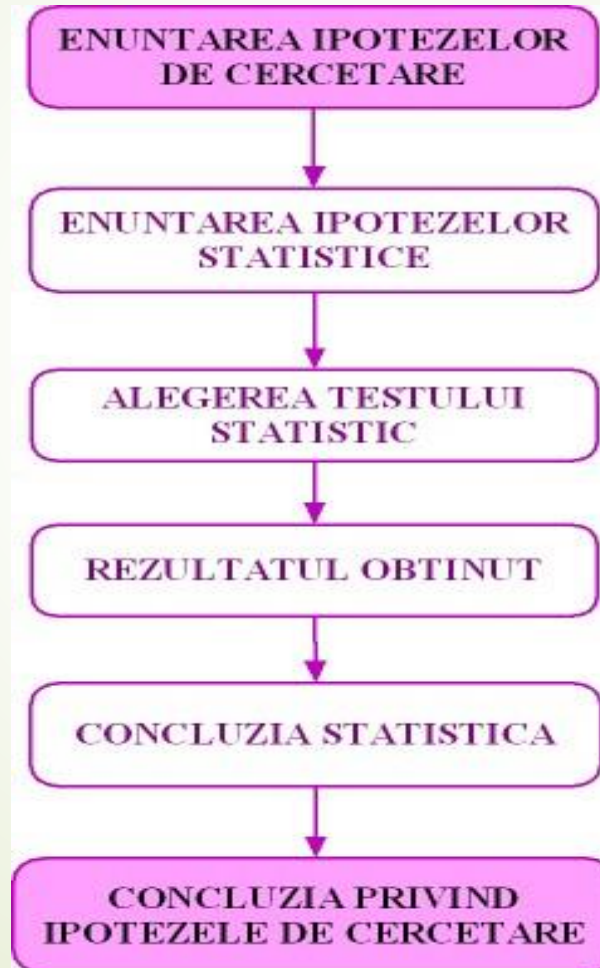 ENUNTAREA IPOTEZELOR
DE CERCETARE
ENUNTAREA IPOTEZELOR
STATISTICE
ALEGEREA TESTULUI
STATISTIC
REZULTATUL OBTINUT
CONCLUZIA STATISTICA
CONCLUZIA PRIVIND
IPOTEZELE DE CERCETARE